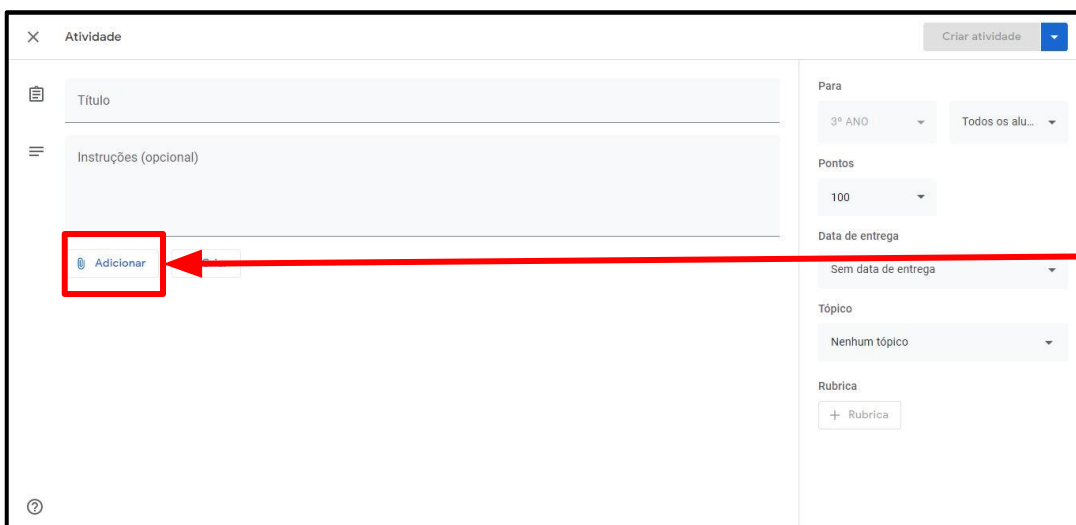 Atividade
Criar atividade
Título
Instruções (opcional)
Adicionar
Para
3º ANO
Todos os alu...
Pontos
100
Data de entrega
Sem data de entrega
Tópico
Nenhum tópico
Rubrica
+ Rubrica